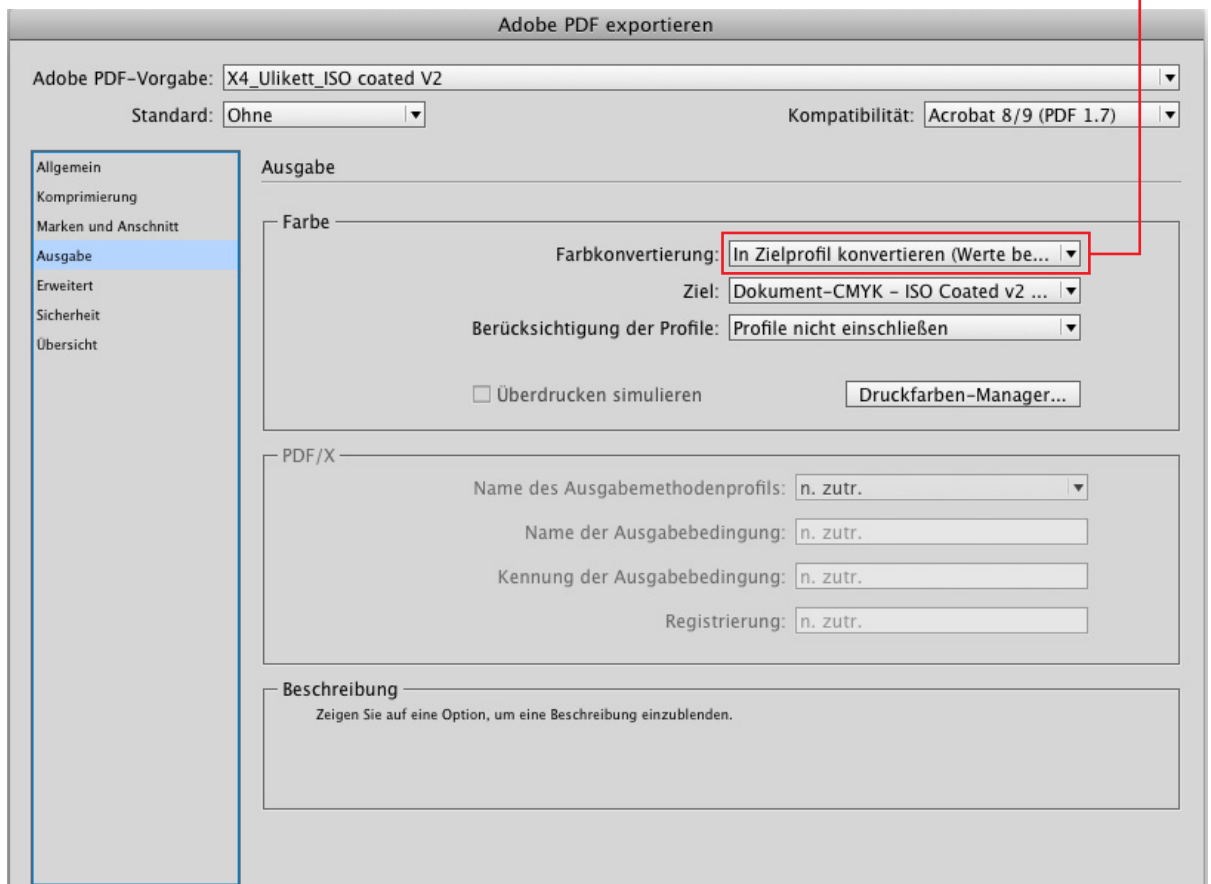 Adobe PDF exportieren
Adobe PDF-Vorgabe: X4_Ulikett_ISO coated V2
Standard: Ohne Kompatibilität: Acrobat 8/9 (PDF 1.7)
Allgemein
Komprimierung
Marken und Anschnitt
Ausgabe
Erweitert
Sicherheit
Übersicht
Ausgabe
Farbe
Farbkonvertierung: In Zielprofil konvertieren (Werte be...
Ziel: Dokument-CMYK – ISO Coated v2 ...
Berücksichtigung der Profile: Profile nicht einschließen
Überdrucken simulieren Druckfarben-Manager...
PDF/X
Name des Ausgabemethodenprofils: n. zutr.
Name der Ausgabebedingung: n. zutr.
Kennung der Ausgabebedingung: n. zutr.
Registrierung: n. zutr.
Beschreibung
Zeigen Sie auf eine Option, um eine Beschreibung einzublenden.